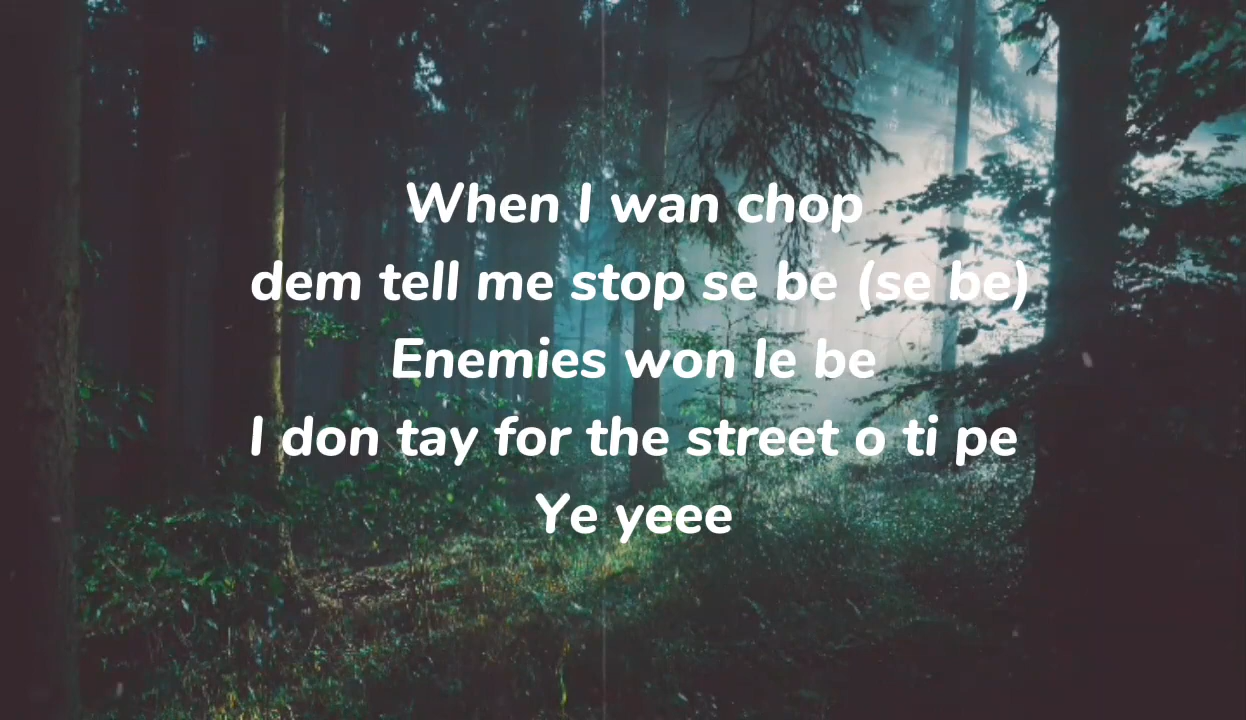 When I wan chop
dem tell me stop se be (se be)
Enemies won le be
I don tay for the street o ti pe
Ye yeee